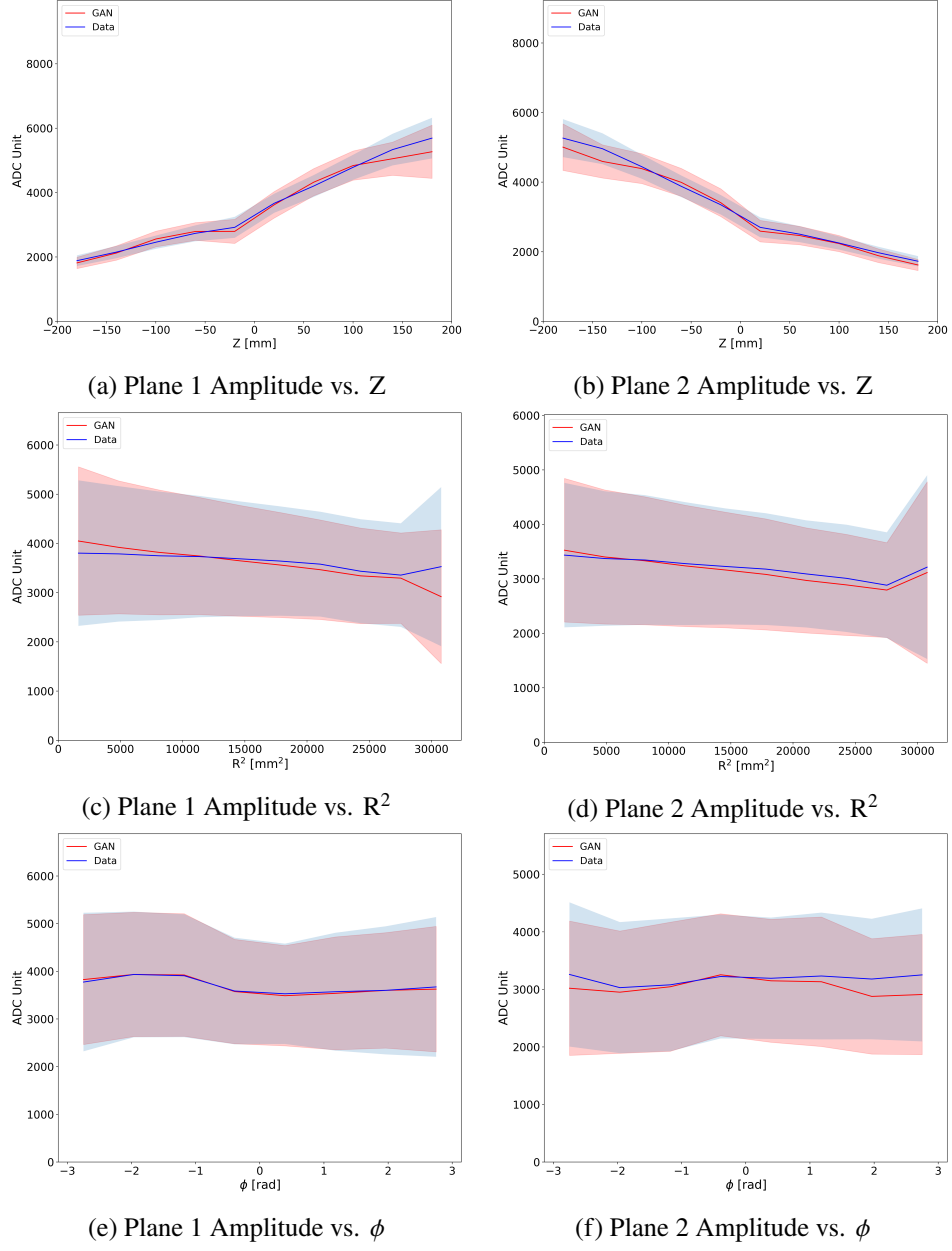 GAN
Data
8000
6000
4000
2000
0
ADC Unit
−200 −150 −100 −50 0 50 100 150 200
Z [mm]
(a) Plane 1 Amplitude vs. Z
GAN
Data
8000
6000
4000
2000
0
ADC Unit
−200 −150 −100 −50 0 50 100 150 200
Z [mm]
(b) Plane 2 Amplitude vs. Z
GAN
Data
6000
5000
4000
3000
2000
1000
0
ADC Unit
0 5000 10000 15000 20000 25000 30000
R² [mm²]
(c) Plane 1 Amplitude vs. R²
GAN
Data
6000
5000
4000
3000
2000
1000
0
ADC Unit
0 5000 10000 15000 20000 25000 30000
R² [mm²]
(d) Plane 2 Amplitude vs. R²
GAN
Data
6000
5000
4000
3000
2000
1000
0
ADC Unit
−3 −2 −1 0 1 2 3
ϕ [rad]
(e) Plane 1 Amplitude vs. ϕ
GAN
Data
5000
4000
3000
2000
1000
0
ADC Unit
−3 −2 −1 0 1 2 3
ϕ [rad]
(f) Plane 2 Amplitude vs. ϕ